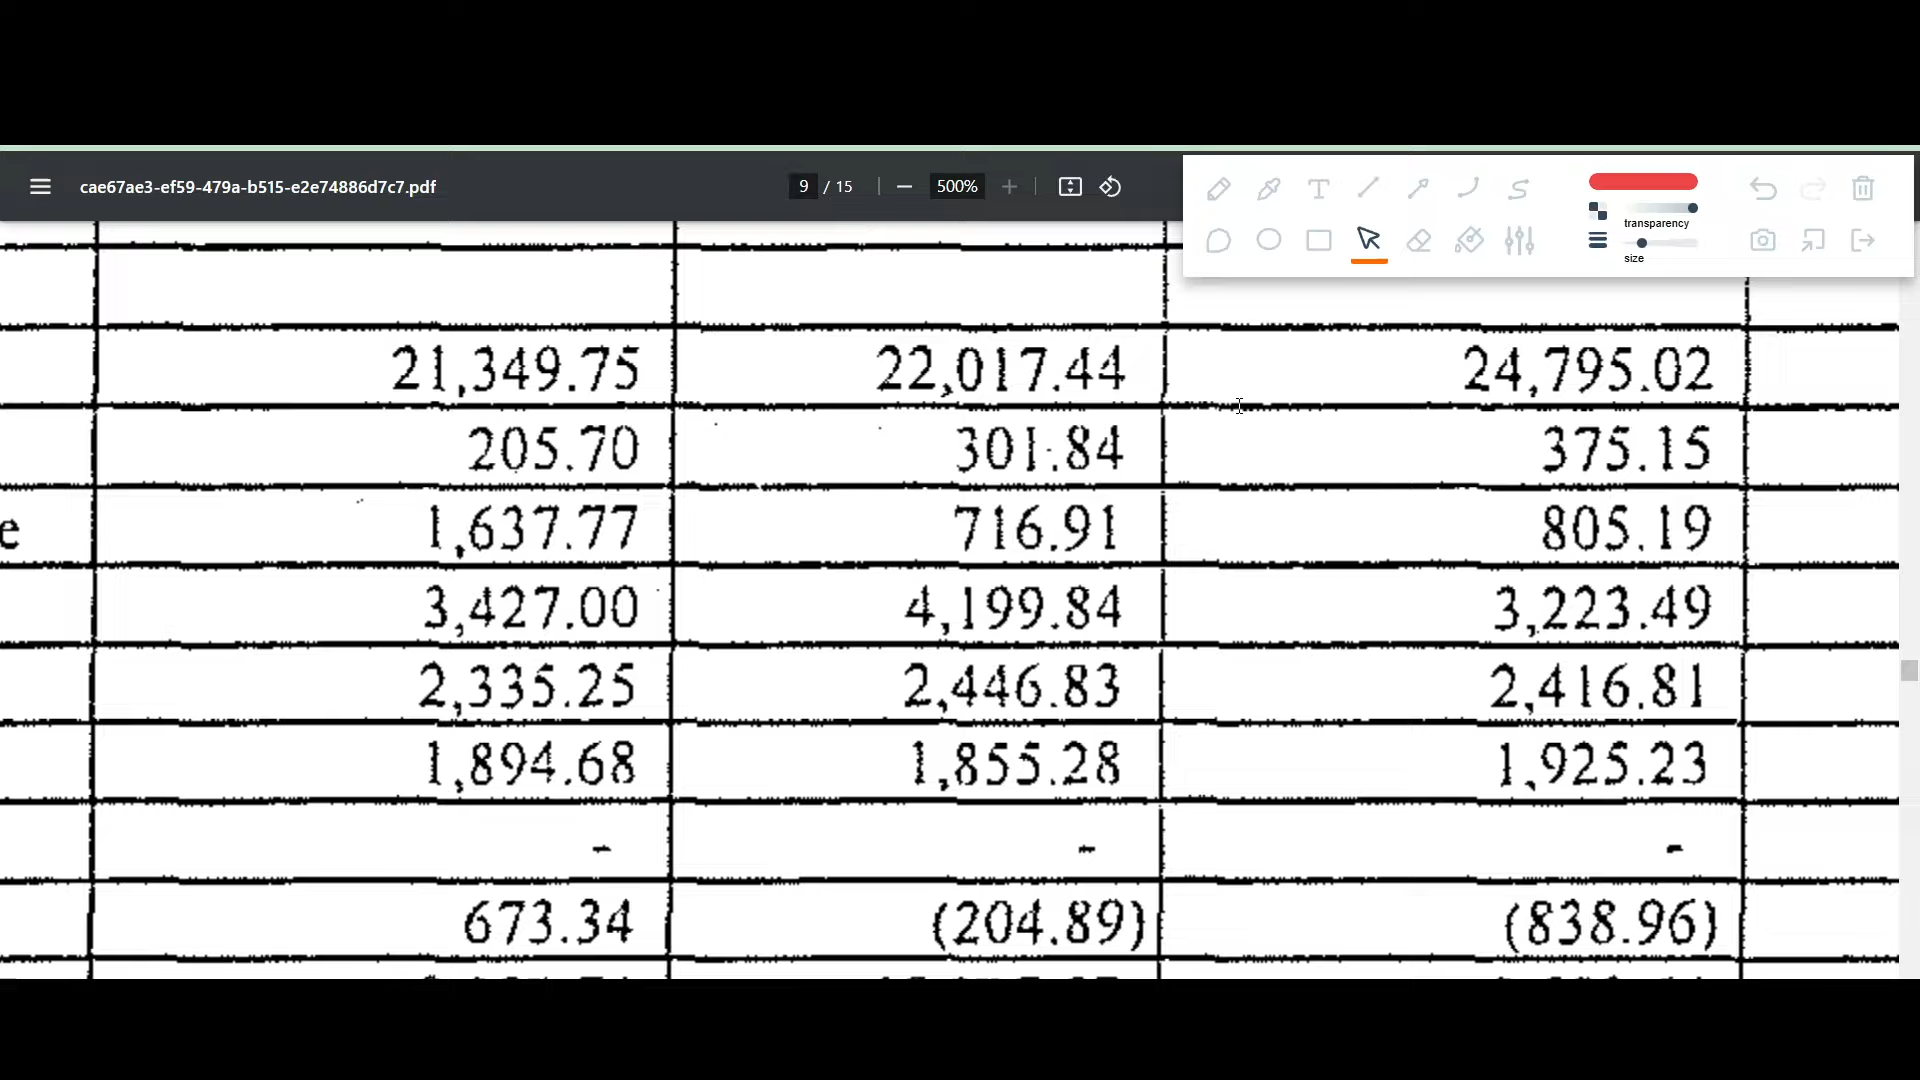 cae67ae3-ef59-479a-b515-e2e74886d7c7.pdf 9 / 15 500%
transparency
size
21,349.75 22,017.44 24,795.02
205.70 301.84 375.15
e 1,637.77 716.91 805.19
3,427.00 4,199.84 3,223.49
2,335.25 2,446.83 2,416.81
1,894.68 1,855.28 1,925.23
- - -
673.34 (204.89) (838.96)